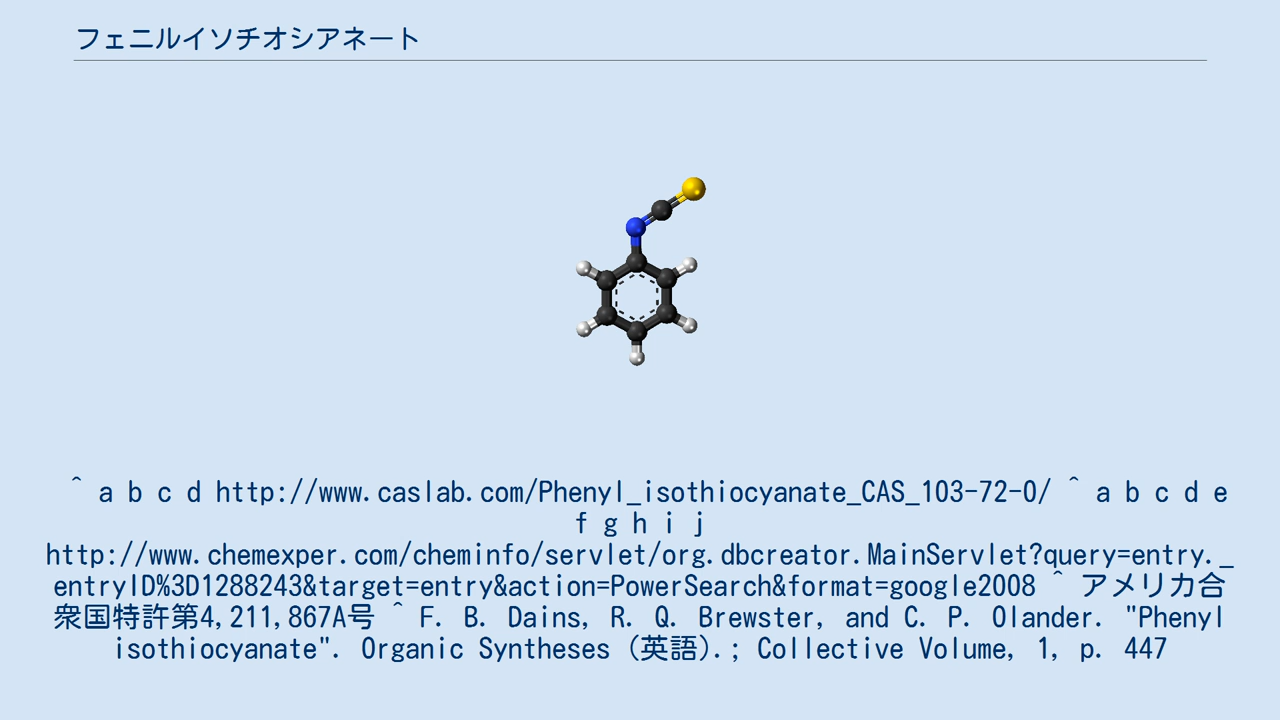 フェニルイソチオシアネート
^ a b c d http://www.caslab.com/Phenyl_isothiocyanate_CAS_103-72-0/ ^ a b c d e
f g h i j
http://www.chemexper.com/cheminfo/servlet/org.dbcreator.MainServlet?query=entry._
entryID%3D1288243&target=entry&action=PowerSearch&format=google2008 ^ アメリカ合
衆国特許第4,211,867A号 ^ F. B. Dains, R. Q. Brewster, and C. P. Olander. "Phenyl
isothiocyanate". Organic Syntheses (英語).; Collective Volume, 1, p. 447